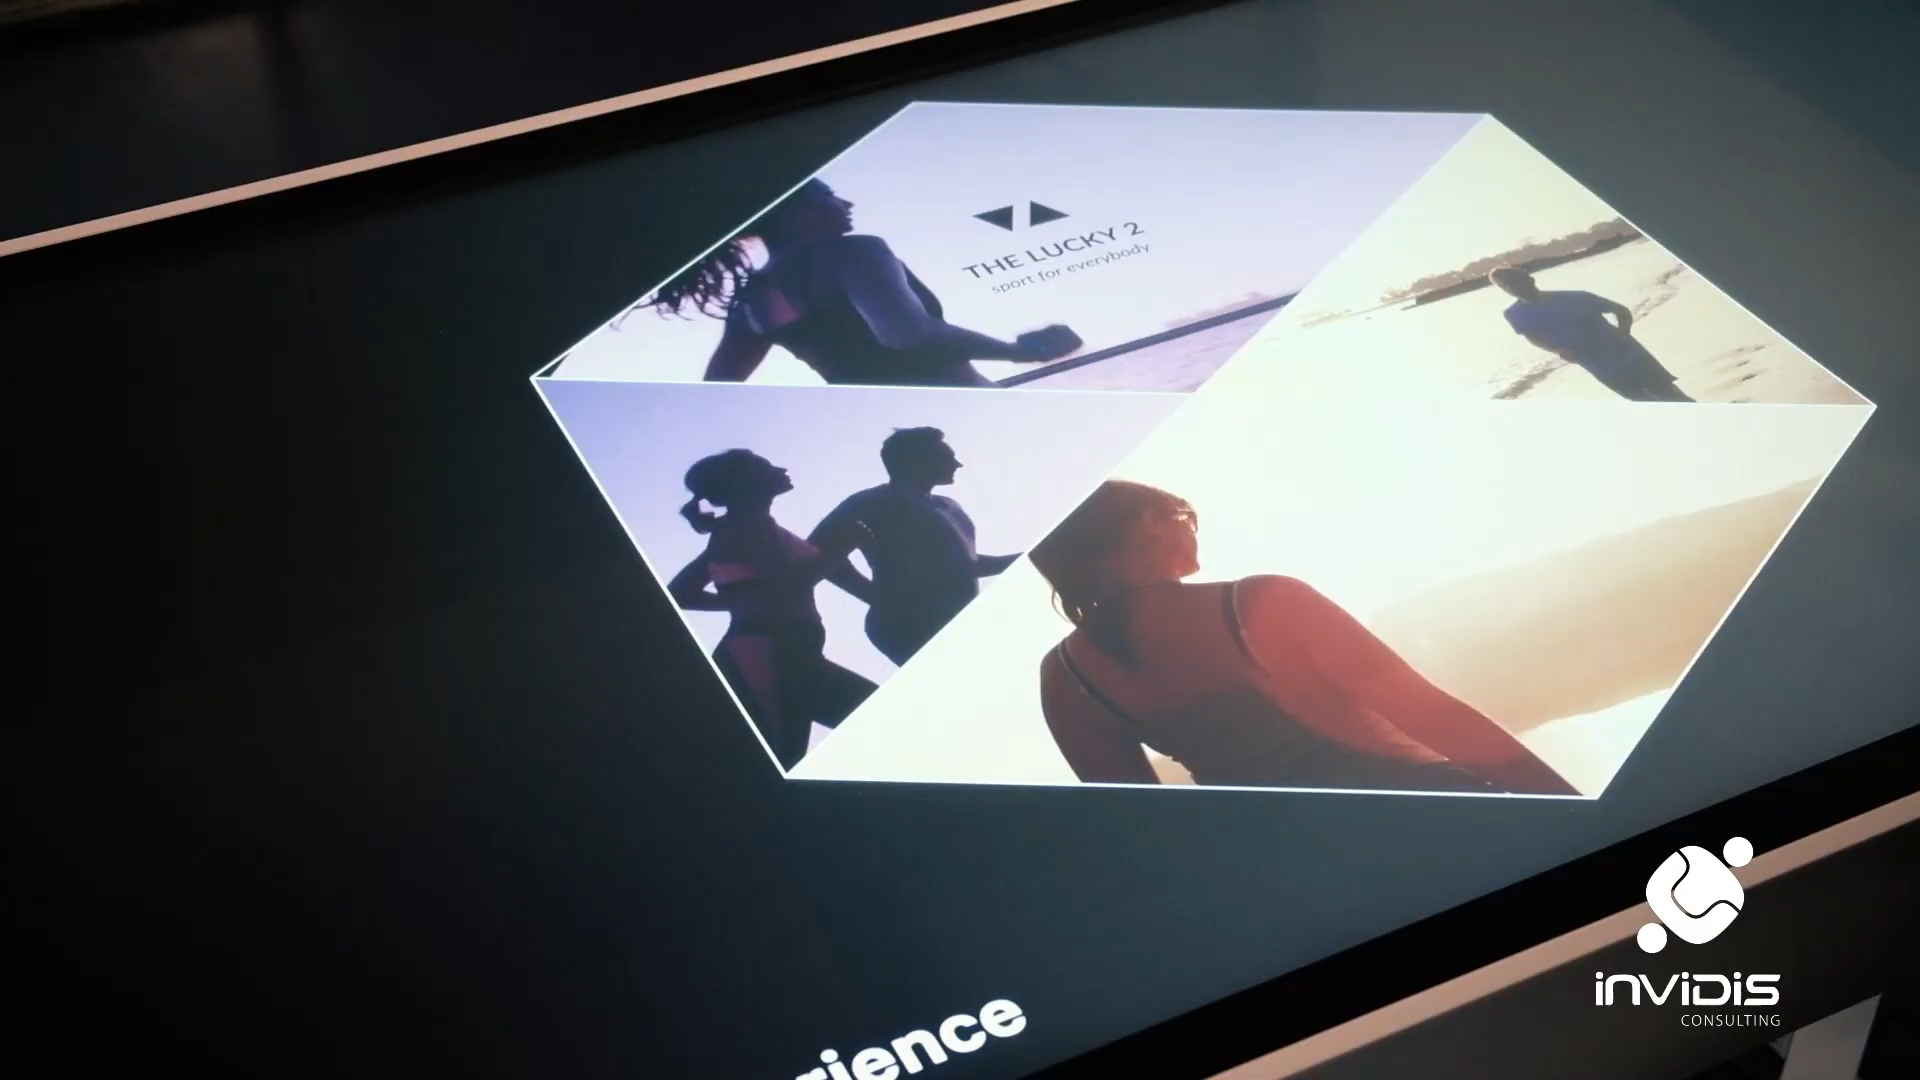 THE LUCKY 2
sport for everybody
rience
invidis
CONSULTING